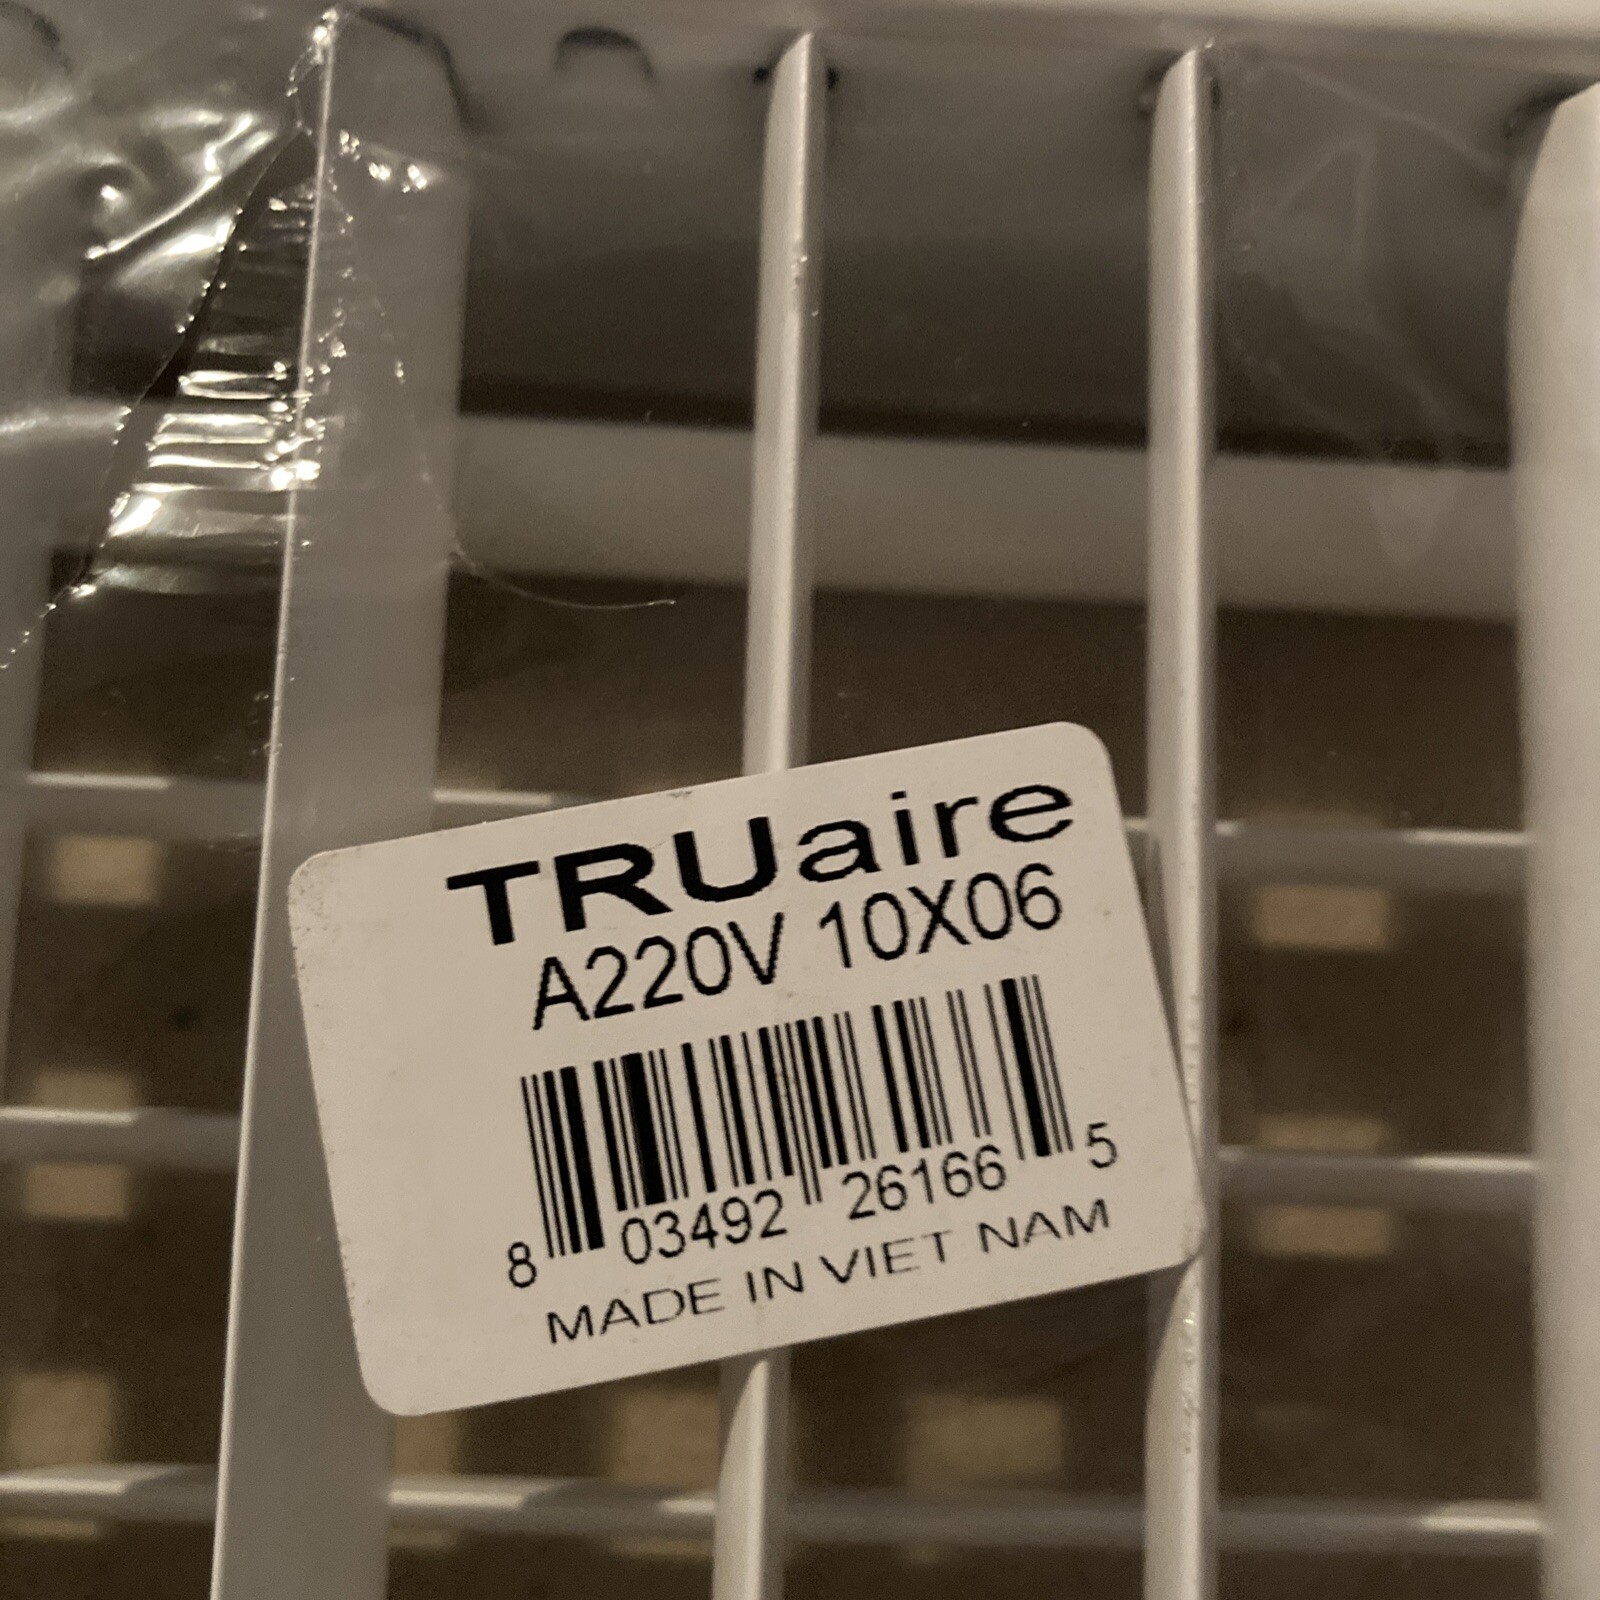 TRUaire
A220V 10X06
8 03492 26166 5
MADE IN VIET NAM